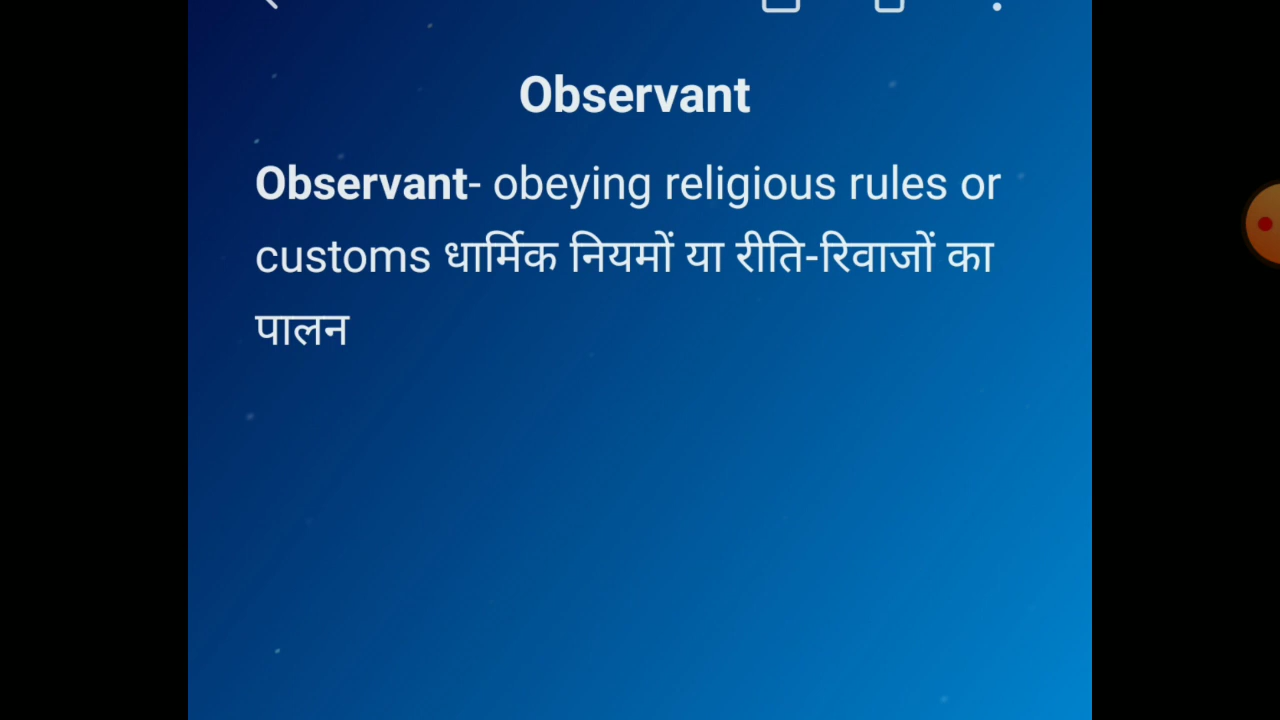 Observant
Observant- obeying religious rules or
customs धार्मिक नियमों या रीति-रिवाजों का
पालन